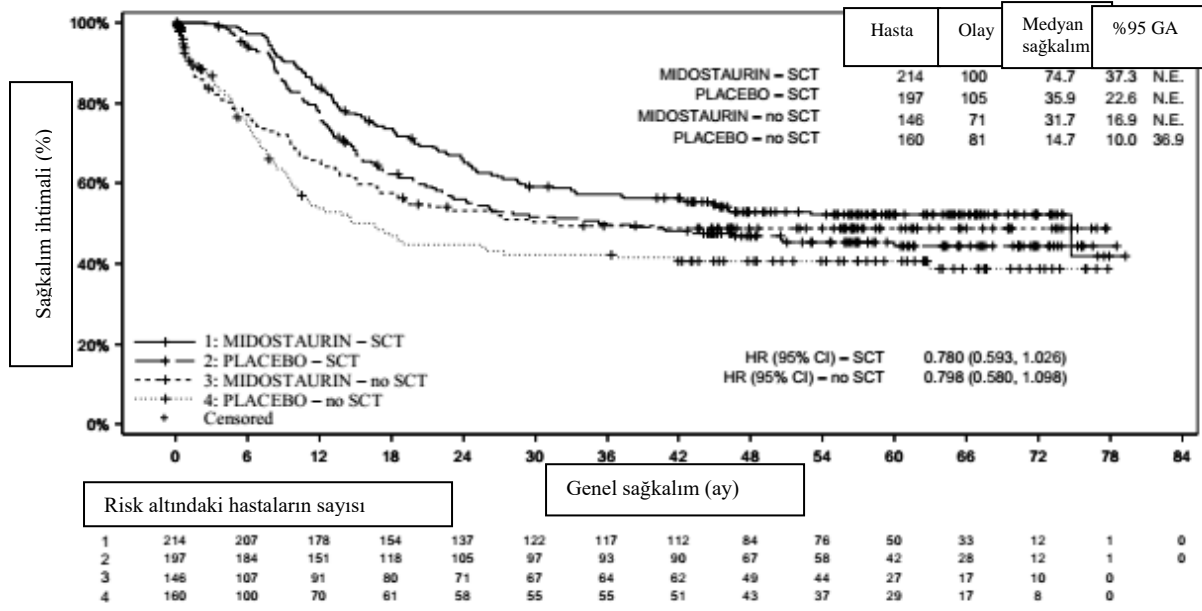 Hasta Olay Medyan sağkalım %95 GA
MIDOSTAURIN – SCT 214 100 74.7 37.3 N.E.
PLACEBO – SCT 197 105 35.9 22.6 N.E.
MIDOSTAURIN – no SCT 146 71 31.7 16.9 N.E.
PLACEBO – no SCT 160 81 14.7 10.0 36.9
Sağkalım ihtimali (%)
100%
80%
60%
40%
20%
0%
1: MIDOSTAURIN – SCT
2: PLACEBO – SCT
3: MIDOSTAURIN – no SCT
4: PLACEBO – no SCT
Censored
HR (95% CI) – SCT 0.780 (0.593, 1.026)
HR (95% CI) – no SCT 0.798 (0.580, 1.098)
0 6 12 18 24 30 36 42 48 54 60 66 72 78 84
Genel sağkalım (ay)
Risk altındaki hastaların sayısı
1 214 207 178 154 137 122 117 112 84 76 50 33 12 1 0
2 197 184 151 118 105 97 93 90 67 58 42 28 12 1 0
3 146 107 91 80 71 67 64 62 49 44 27 17 10 0
4 160 100 70 61 58 55 55 51 43 37 29 17 8 0